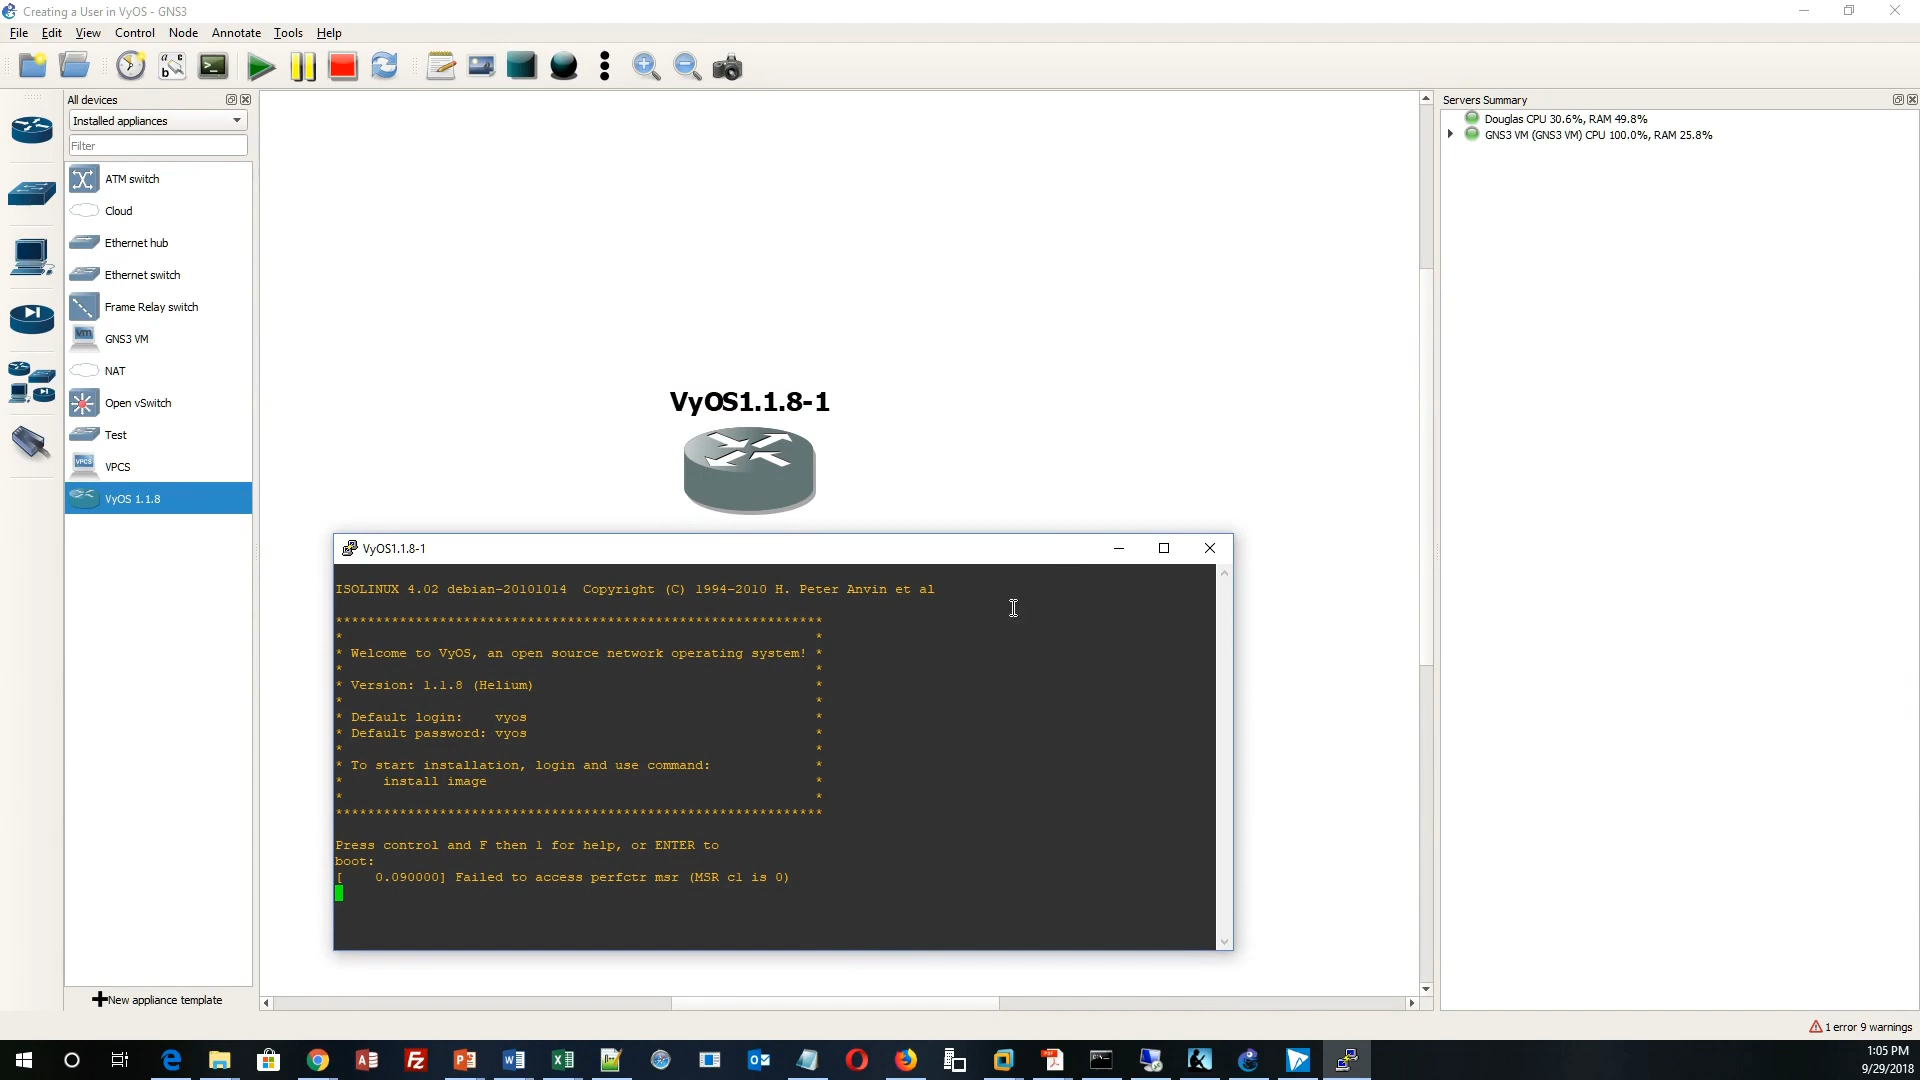 Creating a User in VyOS - GNS3
File Edit View Control Node Annotate Tools Help
All devices
Installed appliances
Filter
ATM switch
Cloud
Ethernet hub
Ethernet switch
Frame Relay switch
GNS3 VM
NAT
Open vSwitch
Test
VPCS
VyOS 1.1.8
New appliance template
VyOS1.1.8-1
VyOS1.1.8-1
ISOLINUX 4.02 debian-20101014  Copyright (C) 1994-2010 H. Peter Anvin et al
*************************************************************
*                                                           *
* Welcome to VyOS, an open source network operating system! *
*                                                           *
* Version: 1.1.8 (Helium)                                   *
*                                                           *
* Default login:    vyos                                    *
* Default password: vyos                                    *
*                                                           *
* To start installation, login and use command:             *
*     install image                                         *
*                                                           *
*************************************************************
Press control and F then 1 for help, or ENTER to
boot:
[    0.090000] Failed to access perfctr msr (MSR c1 is 0)
Servers Summary
Douglas CPU 30.6%, RAM 49.8%
GNS3 VM (GNS3 VM) CPU 100.0%, RAM 25.8%
1 error 9 warnings
1:05 PM
9/29/2018